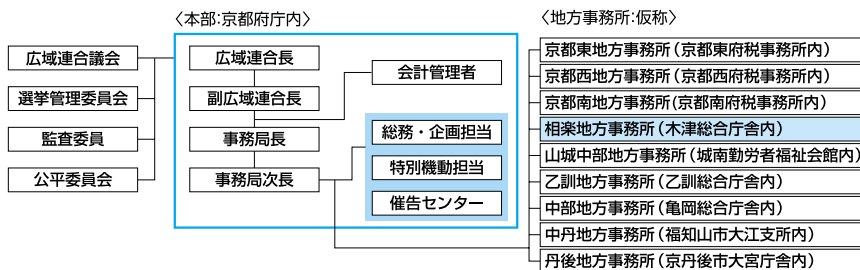 〈本部:京都府庁内〉
〈地方事務所:仮称〉
広域連合議会
選挙管理委員会
監査委員
公平委員会
広域連合長
副広域連合長
事務局長
事務局次長
会計管理者
総務・企画担当
特別機動担当
催告センター
京都東地方事務所(京都東府税事務所内)
京都西地方事務所(京都西府税事務所内)
京都南地方事務所(京都南府税事務所内)
相楽地方事務所(木津総合庁舎内)
山城中部地方事務所(城南勤労者福祉会館内)
乙訓地方事務所(乙訓総合庁舎内)
中部地方事務所(亀岡総合庁舎内)
中丹地方事務所(福知山市大江支所内)
丹後地方事務所(京丹後市大宮庁舎内)